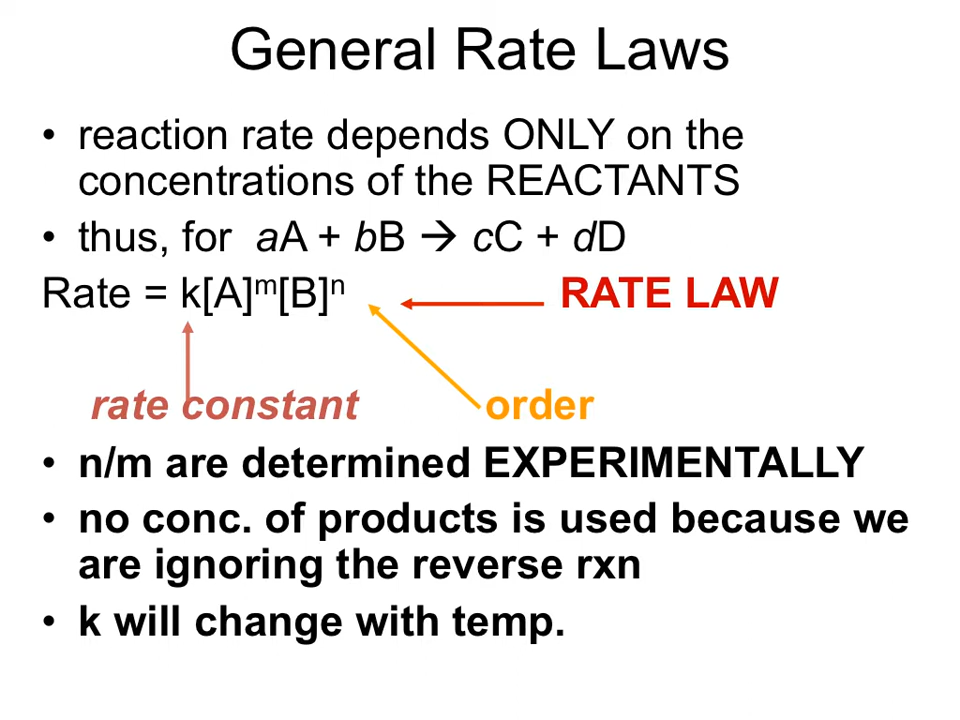 General Rate Laws
• reaction rate depends ONLY on the
concentrations of the REACTANTS
• thus, for aA + bB → cC + dD
Rate = k[A]ᵐ[B]ⁿ RATE LAW
rate constant order
• n/m are determined EXPERIMENTALLY
• no conc. of products is used because we
are ignoring the reverse rxn
• k will change with temp.